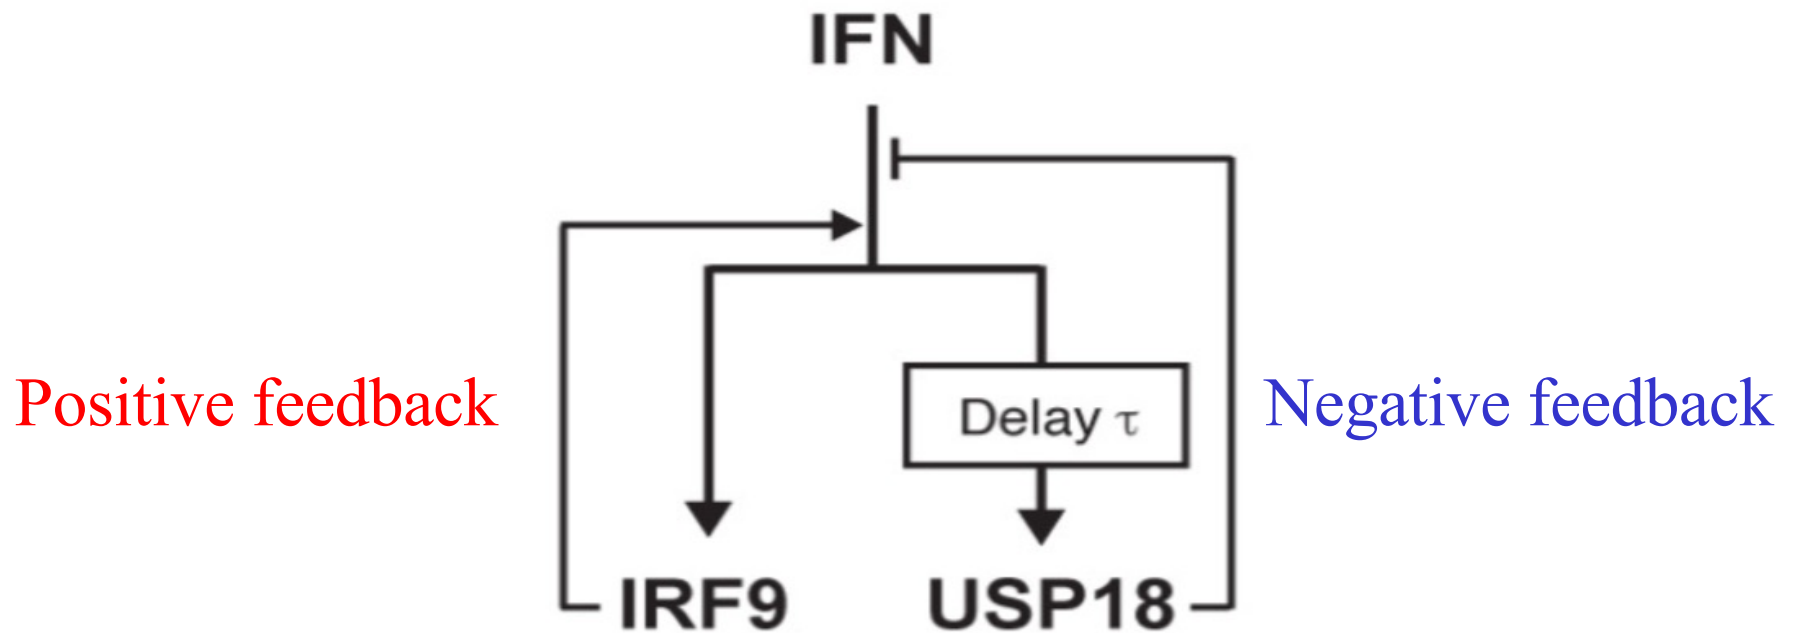 IFN
Positive feedback
Delay τ
Negative feedback
IRF9
USP18